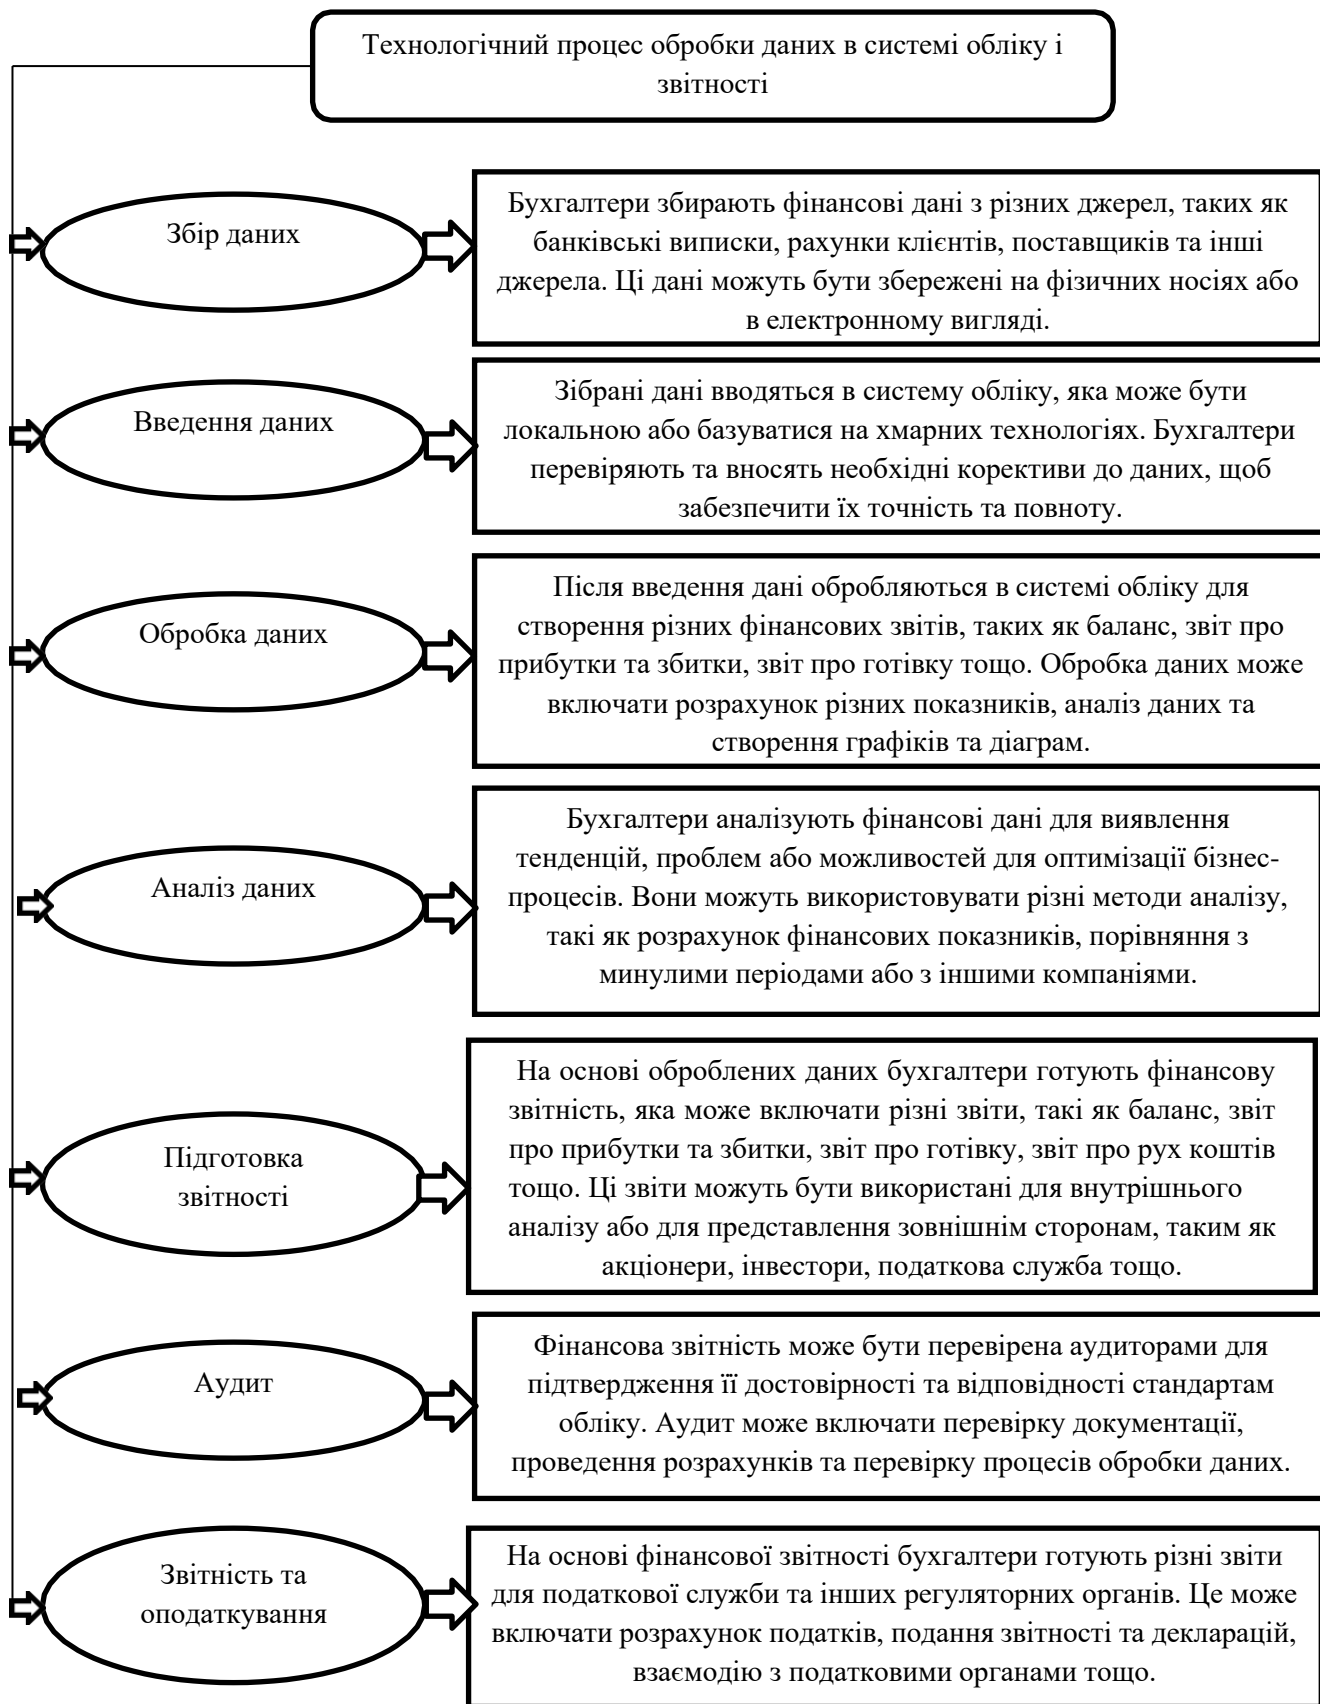 Технологічний процес обробки даних в системі обліку і
звітності
Збір даних
Бухгалтери збирають фінансові дані з різних джерел, таких як
банківські виписки, рахунки клієнтів, поставщиків та інші
джерела. Ці дані можуть бути збережені на фізичних носіях або
в електронному вигляді.
Введення даних
Зібрані дані вводяться в систему обліку, яка може бути
локальною або базуватися на хмарних технологіях. Бухгалтери
перевіряють та вносять необхідні корективи до даних, щоб
забезпечити їх точність та повноту.
Обробка даних
Після введення дані обробляються в системі обліку для
створення різних фінансових звітів, таких як баланс, звіт про
прибутки та збитки, звіт про готівку тощо. Обробка даних може
включати розрахунок різних показників, аналіз даних та
створення графіків та діаграм.
Аналіз даних
Бухгалтери аналізують фінансові дані для виявлення
тенденцій, проблем або можливостей для оптимізації бізнес-
процесів. Вони можуть використовувати різні методи аналізу,
такі як розрахунок фінансових показників, порівняння з
минулими періодами або з іншими компаніями.
Підготовка
звітності
На основі оброблених даних бухгалтери готують фінансову
звітність, яка може включати різні звіти, такі як баланс, звіт
про прибутки та збитки, звіт про готівку, звіт про рух коштів
тощо. Ці звіти можуть бути використані для внутрішнього
аналізу або для представлення зовнішнім сторонам, таким як
акціонери, інвестори, податкова служба тощо.
Аудит
Фінансова звітність може бути перевірена аудиторами для
підтвердження її достовірності та відповідності стандартам
обліку. Аудит може включати перевірку документації,
проведення розрахунків та перевірку процесів обробки даних.
Звітність та
оподаткування
На основі фінансової звітності бухгалтери готують різні звіти
для податкової служби та інших регуляторних органів. Це може
включати розрахунок податків, подання звітності та декларацій,
взаємодію з податковими органами тощо.